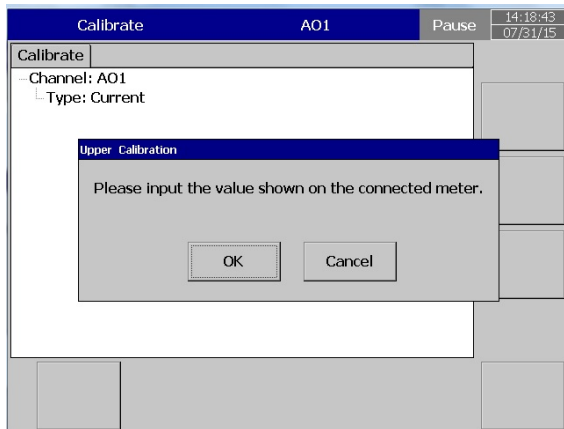 Calibrate AO1 Pause 14:18:43
07/31/15
Calibrate
Channel: AO1
Type: Current
Upper Calibration
Please input the value shown on the connected meter.
OK Cancel